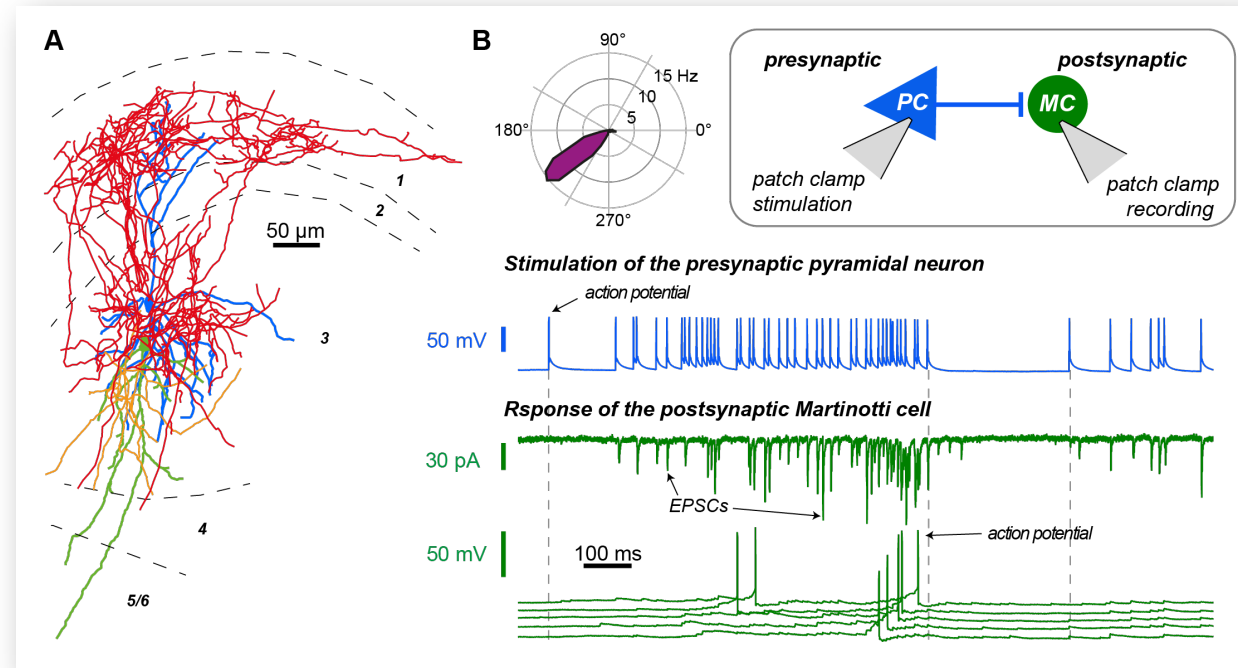 A
1
2
50 µm
3
4
5/6
B
90°
15 Hz
10
5
180°
0°
270°
presynaptic
postsynaptic
PC
MC
patch clamp
stimulation
patch clamp
recording
Stimulation of the presynaptic pyramidal neuron
action potential
50 mV
Rsponse of the postsynaptic Martinotti cell
30 pA
EPSCs
50 mV
100 ms
action potential